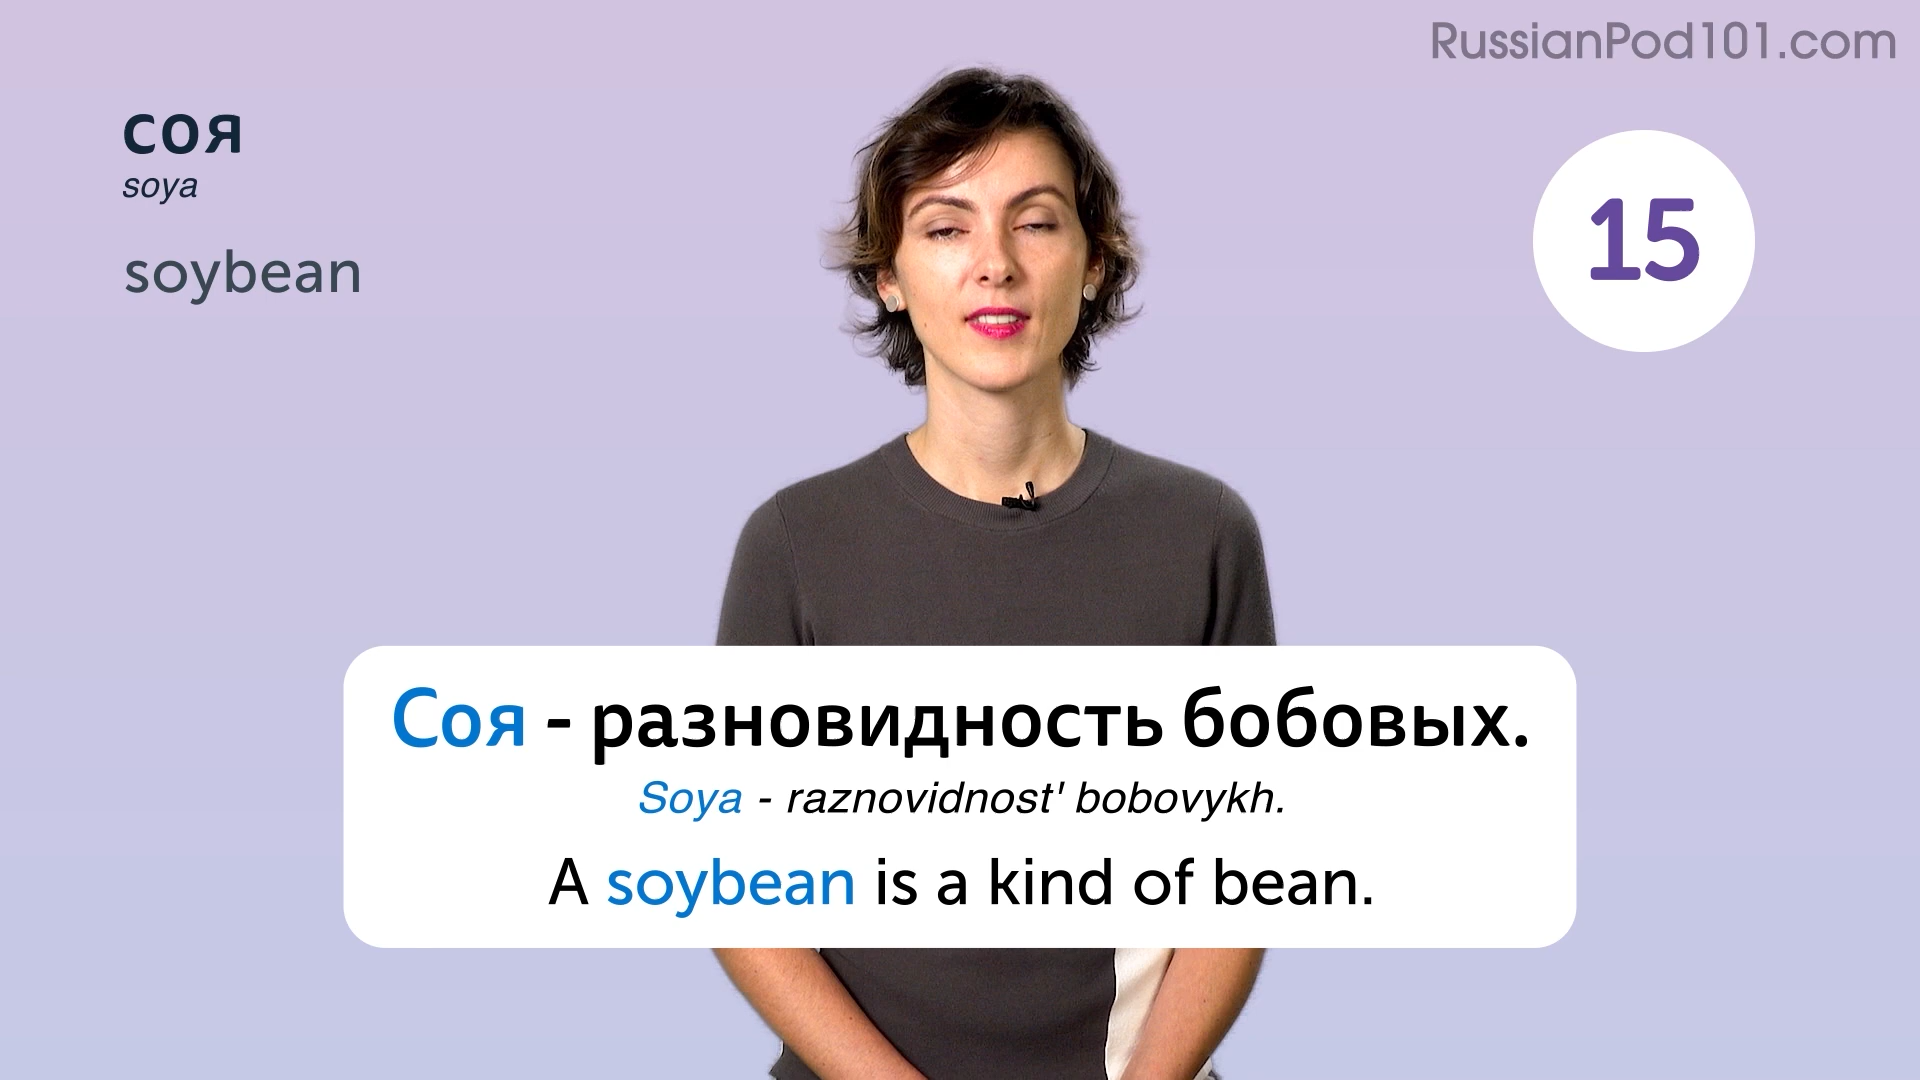 RussianPod101.com
соя
soya
soybean
15
Соя - разновидность бобовых.
Soya - raznovidnost' bobovykh.
A soybean is a kind of bean.